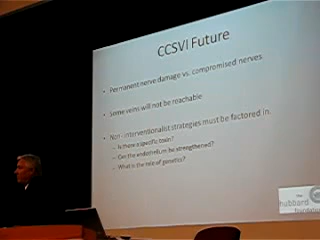 CCSVI Future
• Permanent nerve damage vs. compromised nerves
• Some veins will not be reachable
• Non - interventionalist strategies must be factored in.
– Is there a specific toxin?
– Can the endothelium be strengthened?
– What is the role of genetics?
the
hubbard
foundation